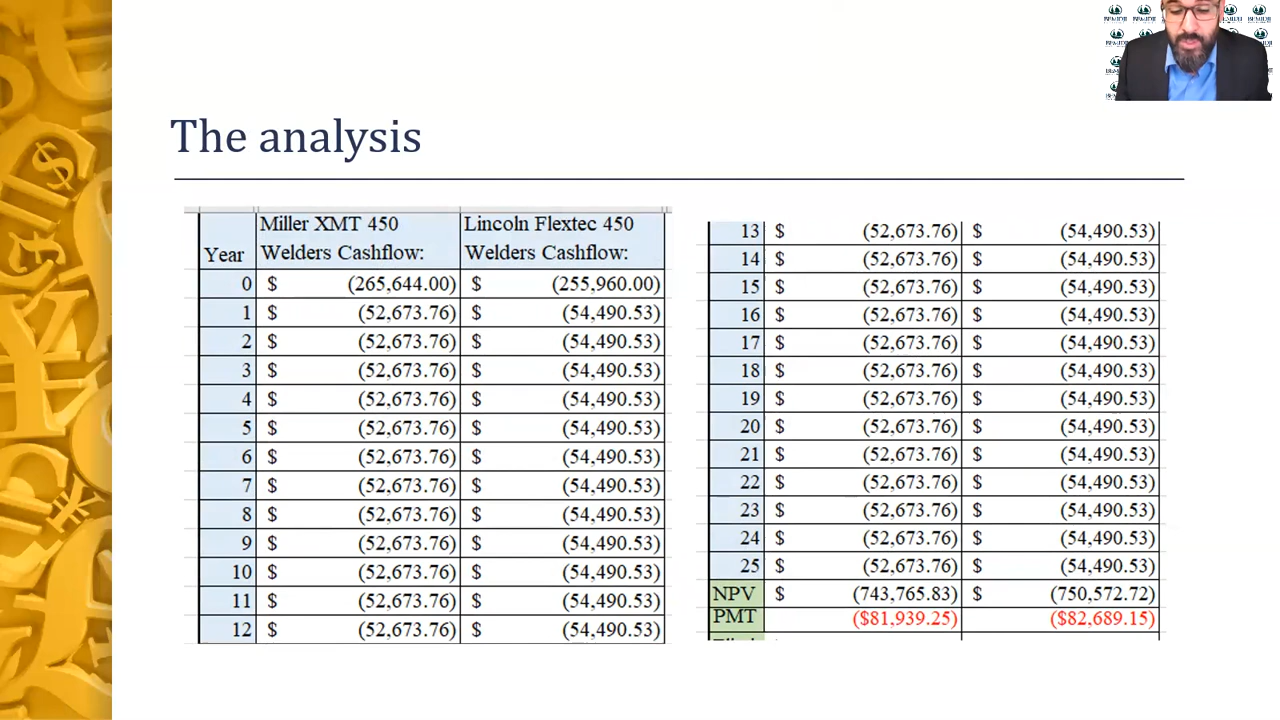 The analysis
Year Miller XMT 450 Welders Cashflow: Lincoln Flextec 450 Welders Cashflow:
0 $ (265,644.00) $ (255,960.00)
1 $ (52,673.76) $ (54,490.53)
2 $ (52,673.76) $ (54,490.53)
3 $ (52,673.76) $ (54,490.53)
4 $ (52,673.76) $ (54,490.53)
5 $ (52,673.76) $ (54,490.53)
6 $ (52,673.76) $ (54,490.53)
7 $ (52,673.76) $ (54,490.53)
8 $ (52,673.76) $ (54,490.53)
9 $ (52,673.76) $ (54,490.53)
10 $ (52,673.76) $ (54,490.53)
11 $ (52,673.76) $ (54,490.53)
12 $ (52,673.76) $ (54,490.53)
13 $ (52,673.76) $ (54,490.53)
14 $ (52,673.76) $ (54,490.53)
15 $ (52,673.76) $ (54,490.53)
16 $ (52,673.76) $ (54,490.53)
17 $ (52,673.76) $ (54,490.53)
18 $ (52,673.76) $ (54,490.53)
19 $ (52,673.76) $ (54,490.53)
20 $ (52,673.76) $ (54,490.53)
21 $ (52,673.76) $ (54,490.53)
22 $ (52,673.76) $ (54,490.53)
23 $ (52,673.76) $ (54,490.53)
24 $ (52,673.76) $ (54,490.53)
25 $ (52,673.76) $ (54,490.53)
NPV $ (743,765.83) $ (750,572.72)
PMT ($81,939.25) ($82,689.15)